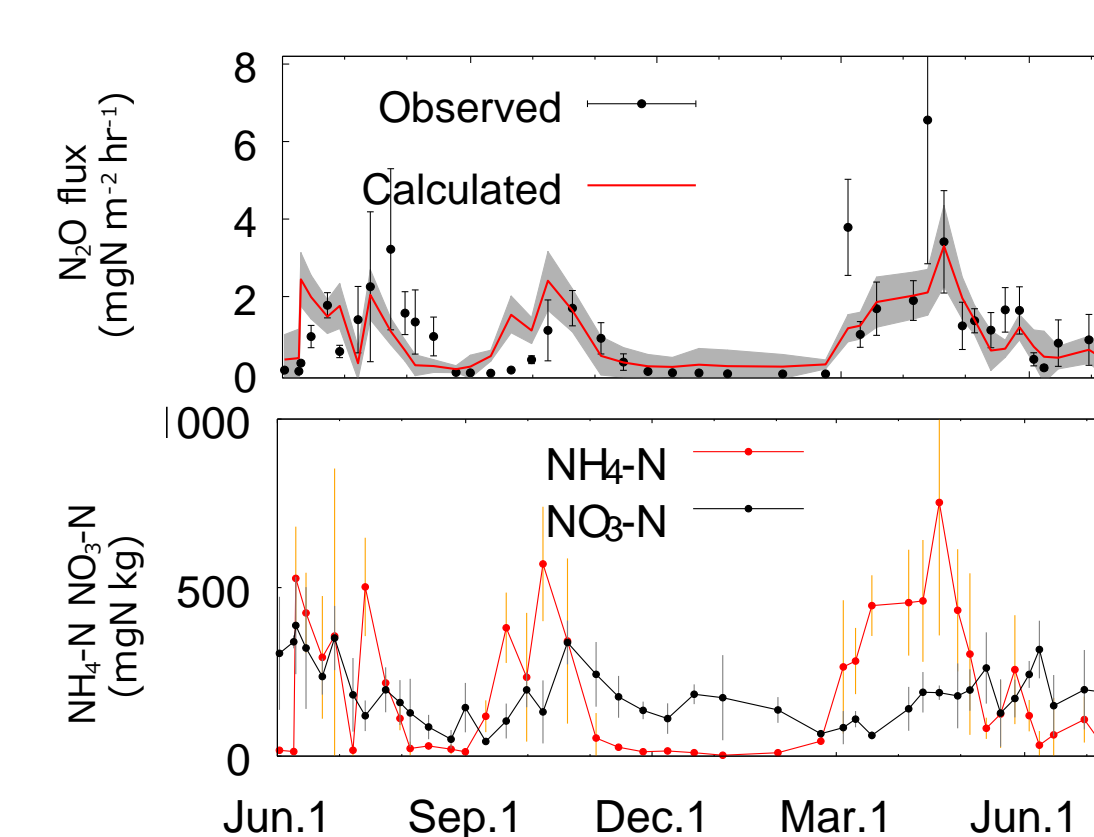 8
6
4
2
0
N₂O flux
(mgN m⁻² hr⁻¹)
Observed
Calculated
000
500
0
NH₄-N NO₃-N
(mgN kg)
NH₄-N
NO₃-N
Jun.1 Sep.1 Dec.1 Mar.1 Jun.1